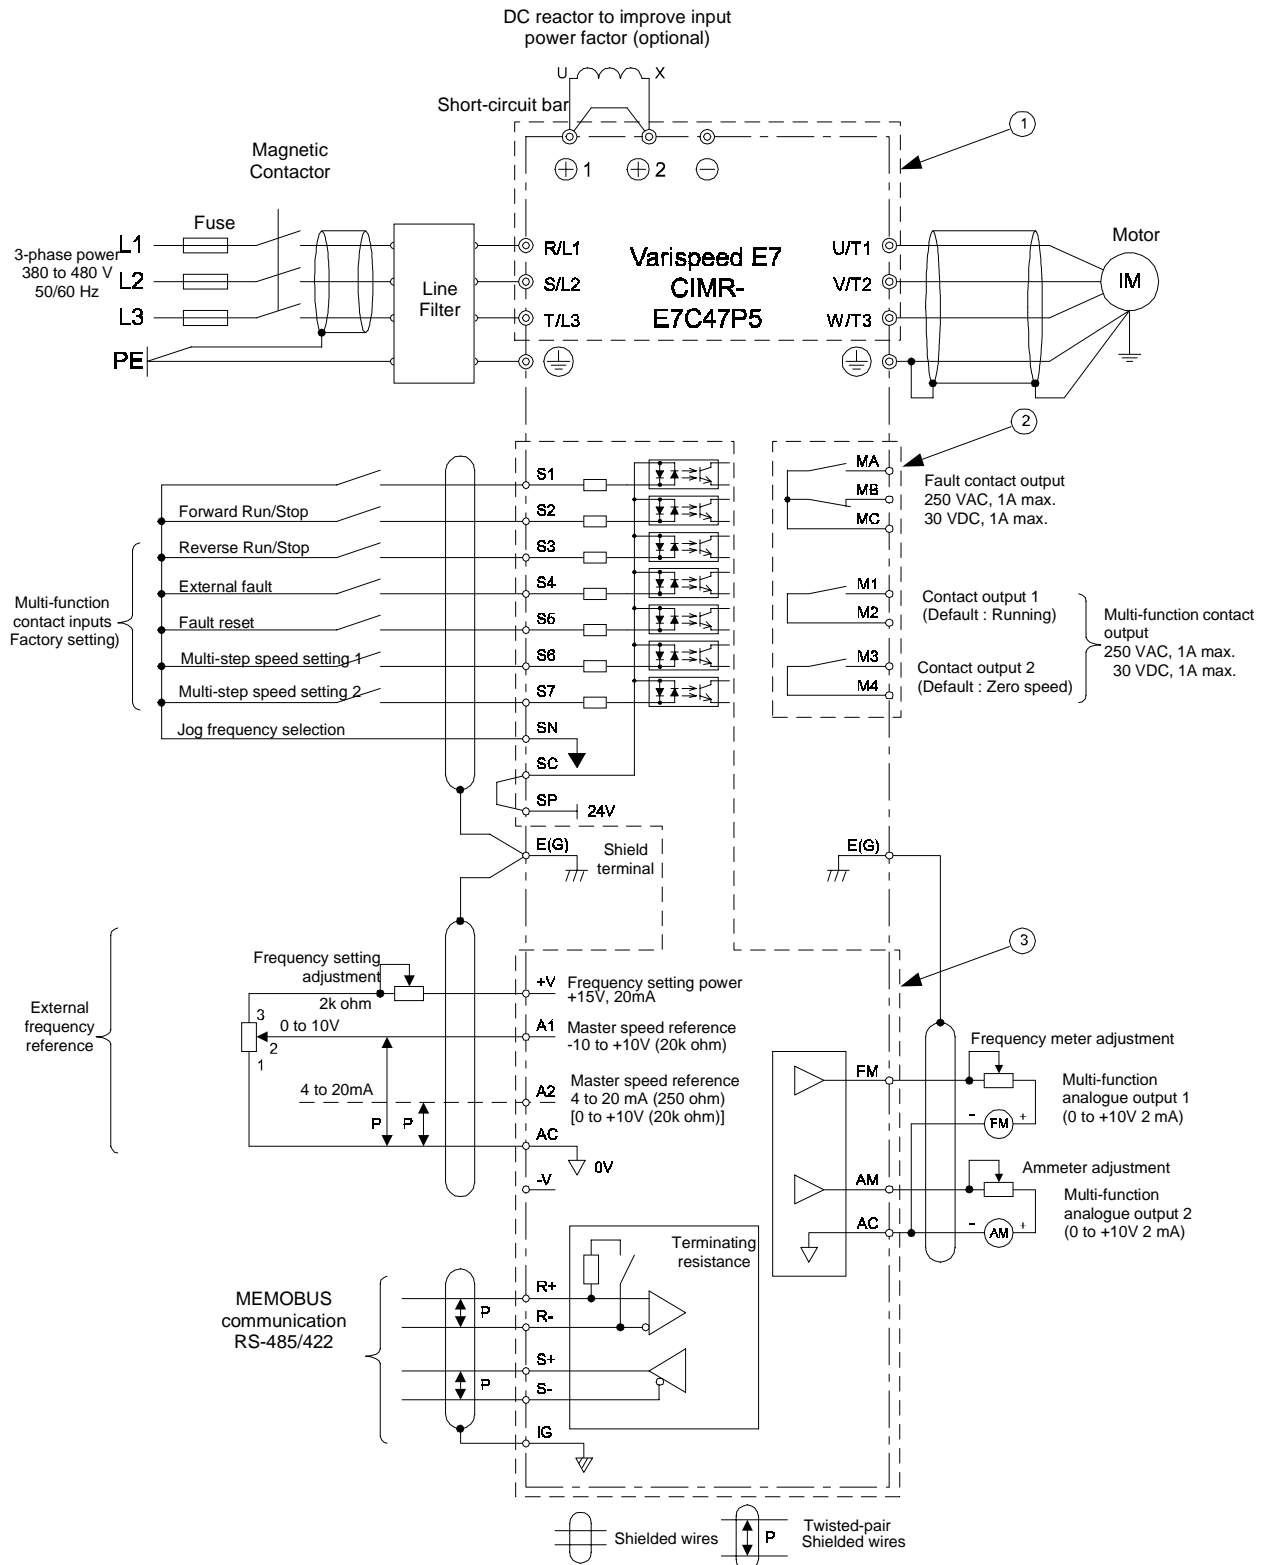 DC reactor to improve input
power factor (optional)
U X
Short-circuit bar
1
Magnetic
Contactor
+ 1 + 2 −
Fuse
3-phase power
380 to 480 V
50/60 Hz
L1
L2
L3
PE
Line
Filter
R/L1
S/L2
T/L3
Varispeed E7
CIMR-
E7C47P5
U/T1
V/T2
W/T3
Motor
IM
2
S1
Forward Run/Stop
S2
Reverse Run/Stop
S3
External fault
S4
Fault reset
S5
Multi-step speed setting 1
S6
Multi-step speed setting 2
S7
Jog frequency selection
SN
SC
SP
24V
Multi-function
contact inputs
Factory setting)
MA
MB
MC
Fault contact output
250 VAC, 1A max.
30 VDC, 1A max.
M1
M2
Contact output 1
(Default : Running)
M3
M4
Contact output 2
(Default : Zero speed)
Multi-function contact
output
250 VAC, 1A max.
30 VDC, 1A max.
E(G)
Shield
terminal
E(G)
3
External
frequency
reference
Frequency setting
adjustment
2k ohm
3
2
1
0 to 10V
4 to 20mA
P P
+V
Frequency setting power
+15V, 20mA
A1
Master speed reference
-10 to +10V (20k ohm)
A2
Master speed reference
4 to 20 mA (250 ohm)
[0 to +10V (20k ohm)]
AC
0V
-V
FM
Frequency meter adjustment
- FM +
Multi-function
analogue output 1
(0 to +10V 2 mA)
AM
Ammeter adjustment
AC
- AM +
Multi-function
analogue output 2
(0 to +10V 2 mA)
Terminating
resistance
MEMOBUS
communication
RS-485/422
P
R+
R-
P
S+
S-
IG
Shielded wires
P
Twisted-pair
Shielded wires